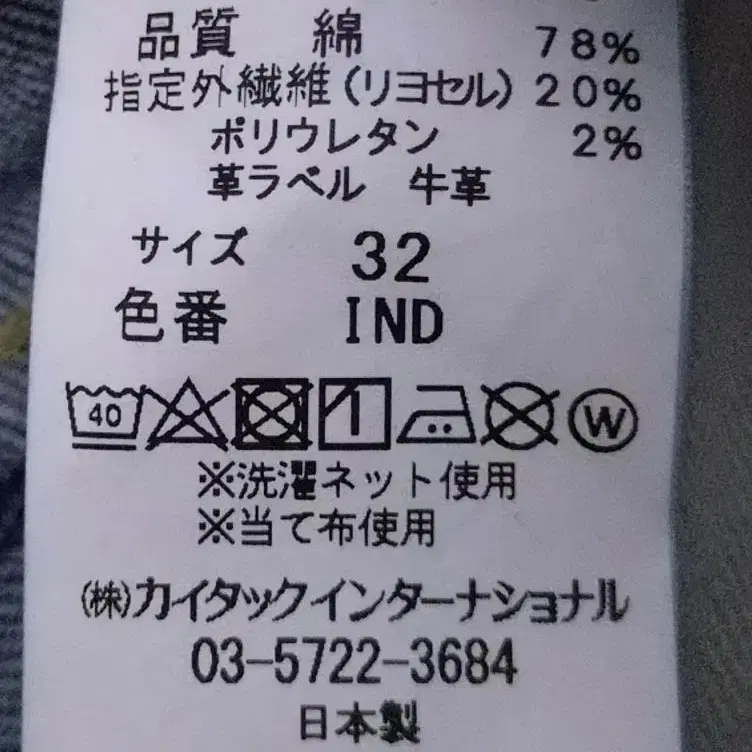 品質 綿 78%
指定外繊維(リヨセル) 20%
ポリウレタン 2%
革ラベル 牛革
サイズ 32
色番 IND
40 W
※洗濯ネット使用
※当て布使用
(株)カイタックインターナショナル
03-5722-3684
日本製